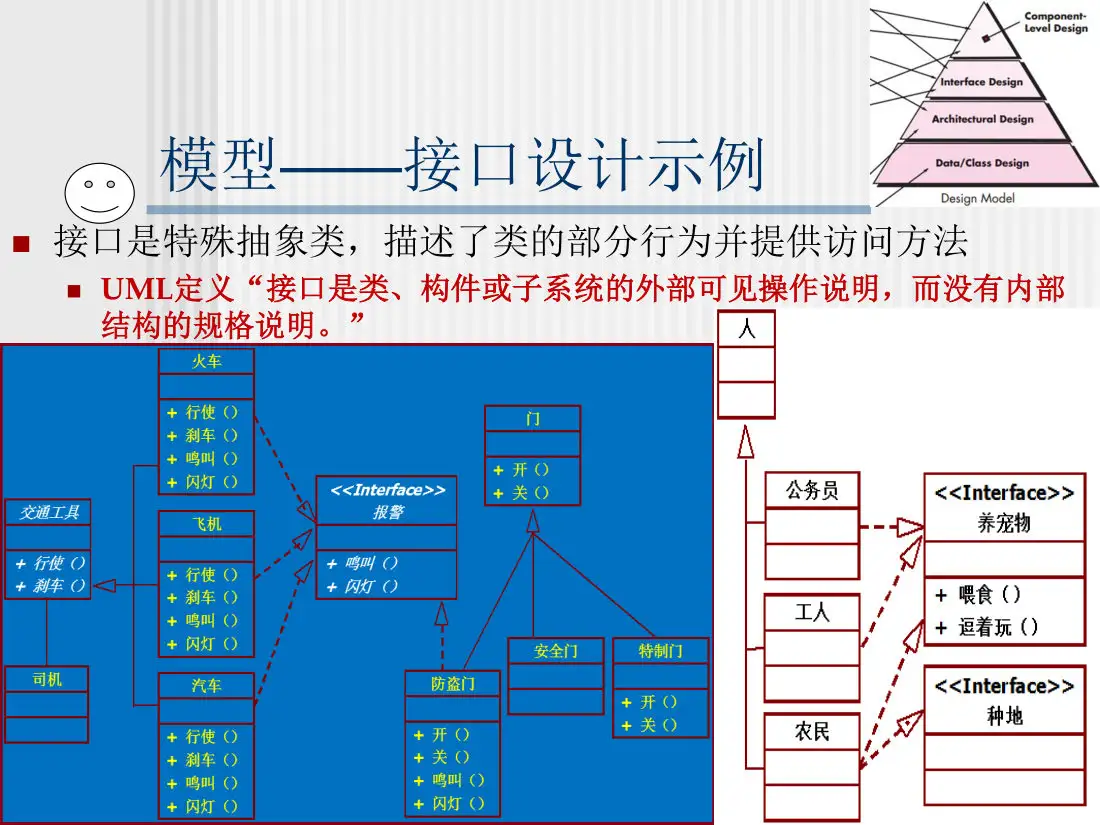 Component-
Level Design
Interface Design
Architectural Design
Data/Class Design
Design Model
模型——接口设计示例
接口是特殊抽象类，描述了类的部分行为并提供访问方法
UML定义“接口是类、构件或子系统的外部可见操作说明，而没有内部
结构的规格说明。”
火车
+ 行使（）
+ 刹车（）
+ 鸣叫（）
+ 闪灯（）
交通工具
+ 行使（）
+ 刹车（）
飞机
+ 行使（）
+ 刹车（）
+ 鸣叫（）
+ 闪灯（）
司机
汽车
+ 行使（）
+ 刹车（）
+ 鸣叫（）
+ 闪灯（）
<<Interface>>
报警
+ 鸣叫（）
+ 闪灯（）
门
+ 开（）
+ 关（）
防盗门
+ 开（）
+ 关（）
+ 鸣叫（）
+ 闪灯（）
安全门
特制门
+ 开（）
+ 关（）
人
公务员
工人
农民
<<Interface>>
养宠物
+ 喂食（）
+ 逗着玩（）
<<Interface>>
种地